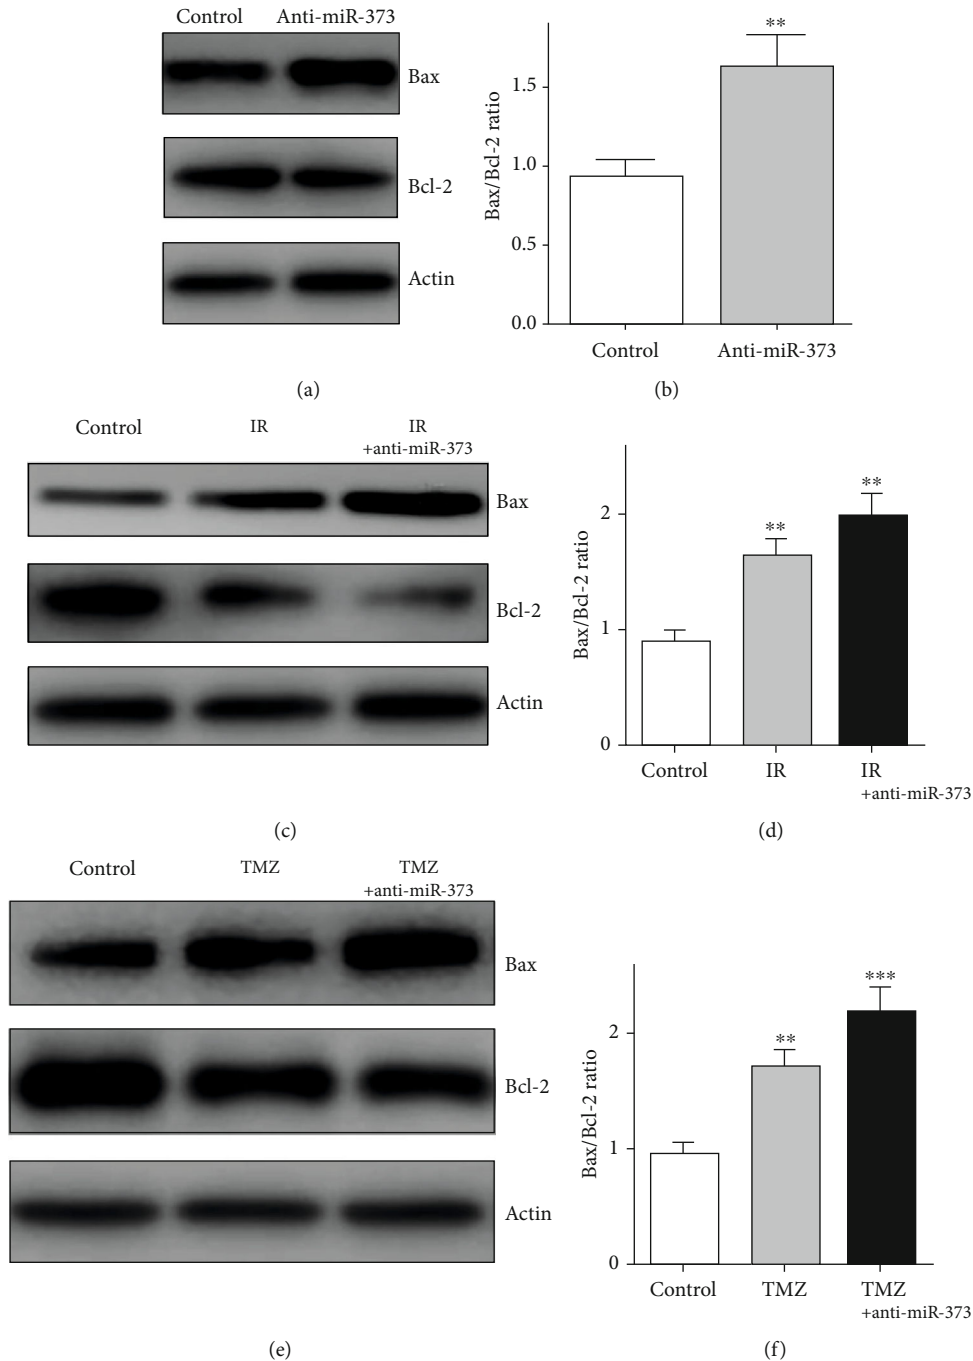 Control Anti-miR-373
Bax
Bcl-2
Actin
(a)
**
1.5
1.0
0.5
0.0
Bax/Bcl-2 ratio
Control Anti-miR-373
(b)
Control IR IR
+anti-miR-373
Bax
Bcl-2
Actin
(c)
**
**
2
1
0
Bax/Bcl-2 ratio
Control IR IR
+anti-miR-373
(d)
Control TMZ TMZ
+anti-miR-373
Bax
Bcl-2
Actin
(e)
***
**
2
1
0
Bax/Bcl-2 ratio
Control TMZ TMZ
+anti-miR-373
(f)